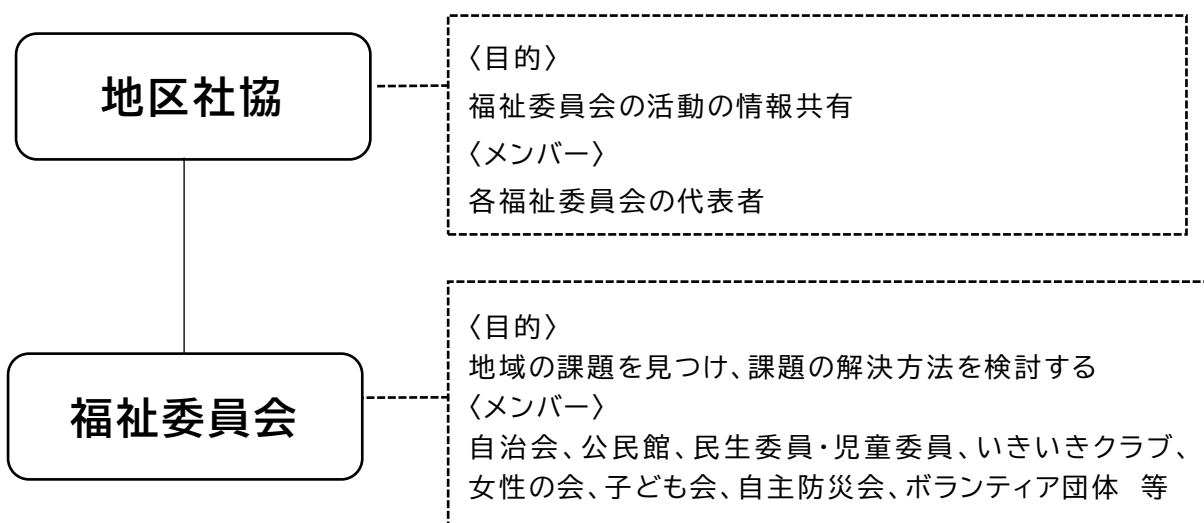 地区社協
〈目的〉
福祉委員会の活動の情報共有
〈メンバー〉
各福祉委員会の代表者
福祉委員会
〈目的〉
地域の課題を見つけ、課題の解決方法を検討する
〈メンバー〉
自治会、公民館、民生委員・児童委員、いきいきクラブ、
女性の会、子ども会、自主防災会、ボランティア団体　等